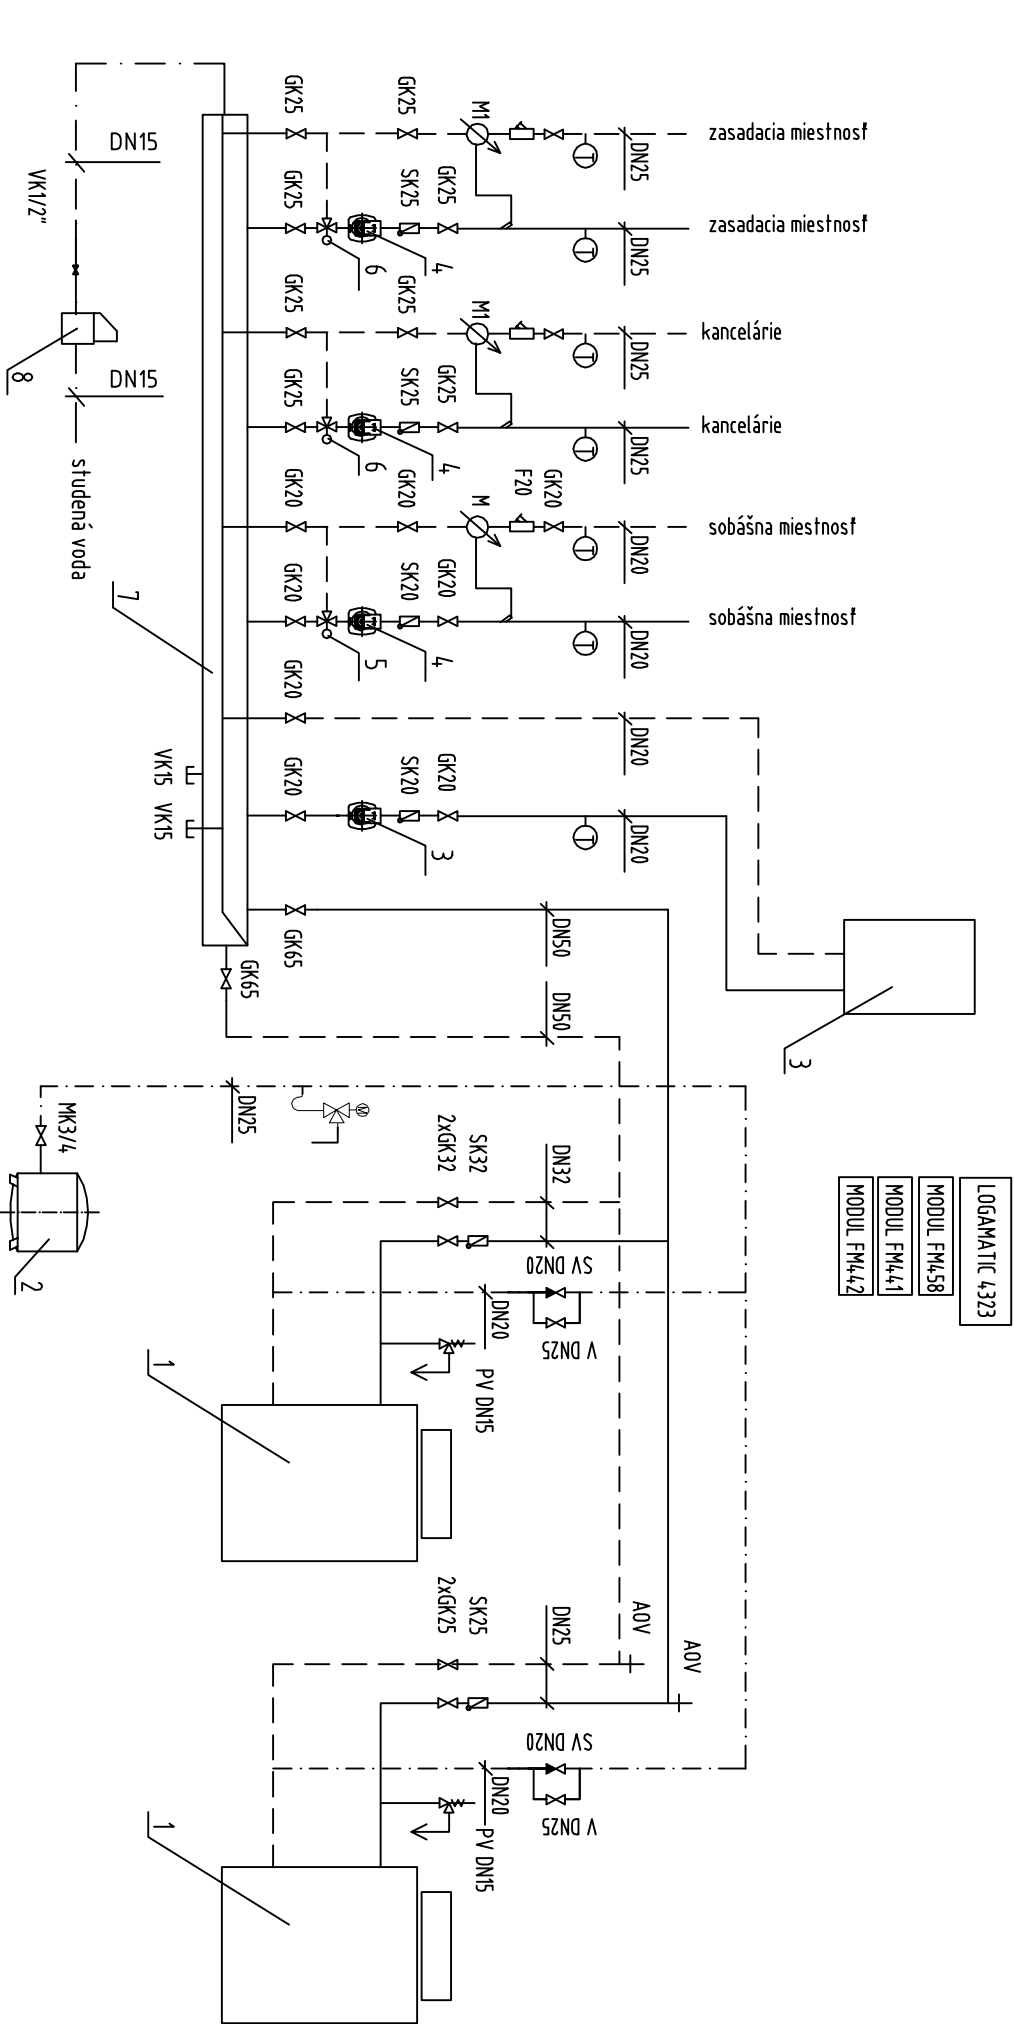 zasadacia miestnosť
zasadacia miestnosť
kancelárie
kancelárie
sobášna miestnosť
sobášna miestnosť
GK25
GK25
M1
DN25
T
DN15
VK1/2"
GK25
SK25
GK25
DN25
T
4
6
GK25
GK25
M1
DN25
T
8
DN15
GK25
SK25
GK25
DN25
T
4
6
studená voda
GK20
GK20
M
F20
GK20
DN20
T
GK20
SK20
GK20
DN20
T
4
5
7
GK20
DN20
VK15
VK15
GK20
SK20
GK20
DN20
T
3
GK65
DN50
GK65
DN50
3
MK3/4
DN25
M
2
2xGK32
SK32
DN32
SV DN20
V DN25
DN20
PV DN15
1
LOGAMATIC 4323
MODUL FM458
MODUL FM441
MODUL FM442
2xGK25
SK25
DN25
AOV
AOV
SV DN20
V DN25
DN20
PV DN15
1